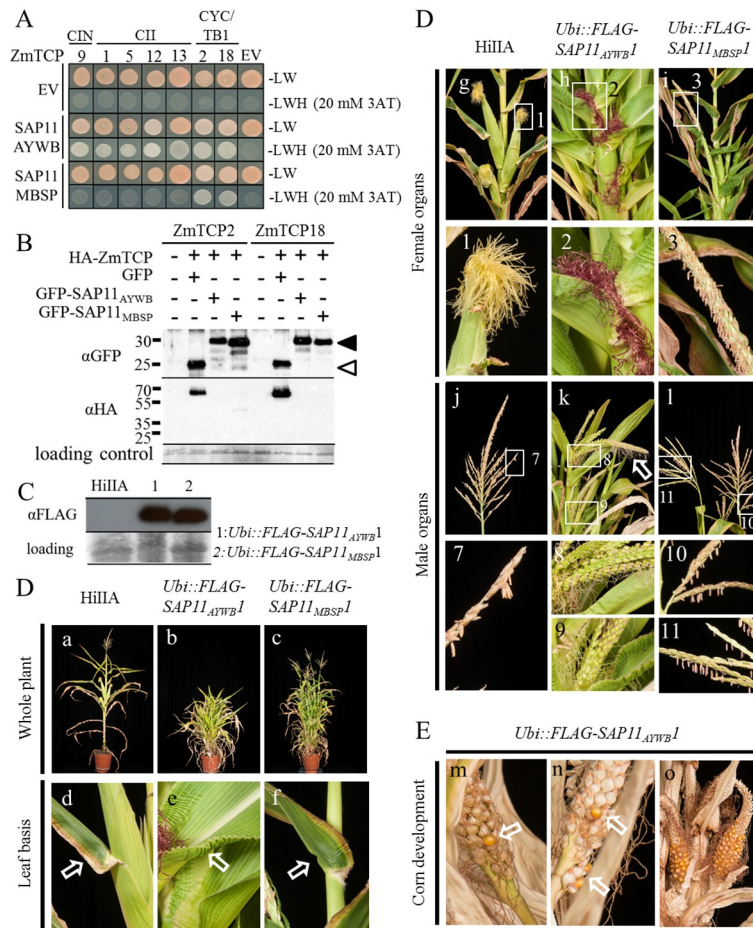 A
CYC/
CIN CII TB1
ZmTCP 9 1 5 12 13 2 18 EV
EV -LW
-LWH (20 mM 3AT)
SAP11 -LW
AYWB -LWH (20 mM 3AT)
SAP11 -LW
MBSP -LWH (20 mM 3AT)
B
ZmTCP2 ZmTCP18
HA-ZmTCP - + + + - + + +
GFP - + - - - + - -
GFP-SAP11AYWB - - + - - - + -
GFP-SAP11MBSP - - - + - - - +
αGFP 30
25
αHA 70
55
35
25
loading control
C
HiIIA 1 2
αFLAG
1:Ubi::FLAG-SAP11AYWB1
loading 2:Ubi::FLAG-SAP11MBSP1
D
HiIIA Ubi::FLAG-SAP11AYWB1 Ubi::FLAG-SAP11MBSP1
Whole plant
a b c
Leaf basis
d e f
D
HiIIA Ubi::FLAG-SAP11AYWB1 Ubi::FLAG-SAP11MBSP1
Female organs
g 1 h 2 i 3
1 2 3
Male organs
j 7 k 8 9 l 11 10
7 8 10
9 11
E
Ubi::FLAG-SAP11AYWB1
Corn development
m n o